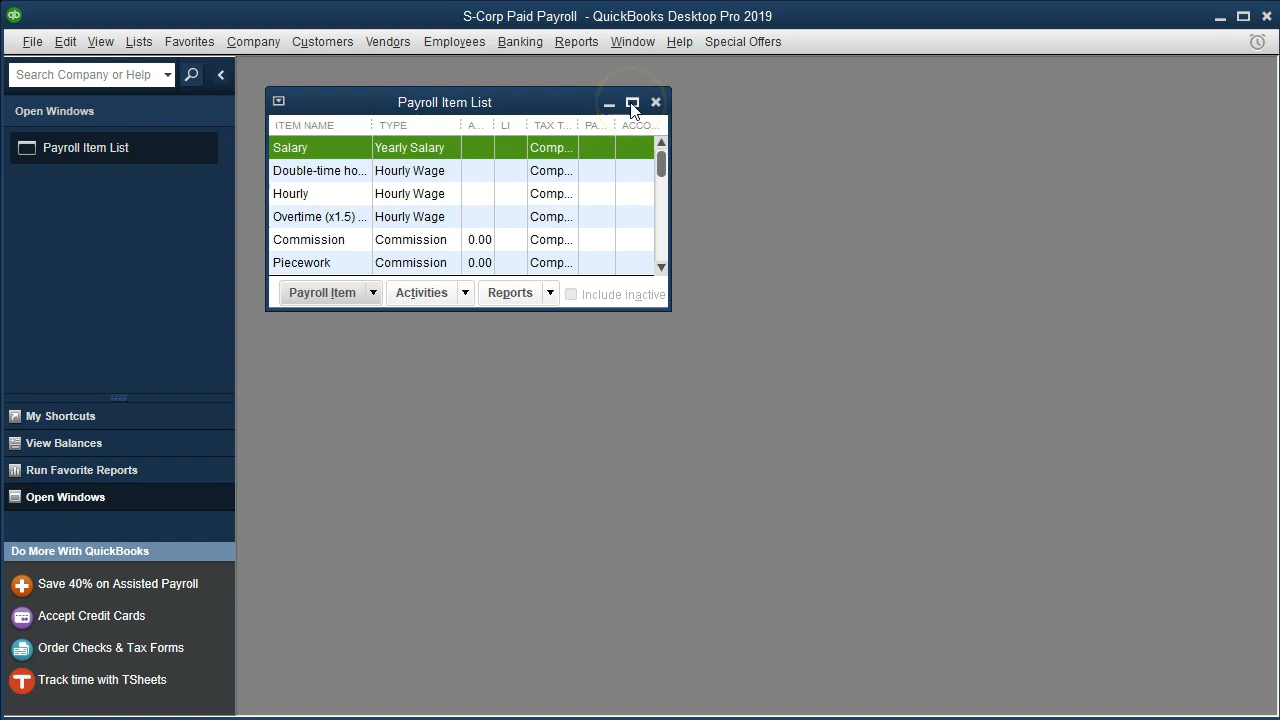 qb
S-Corp Paid Payroll - QuickBooks Desktop Pro 2019
File Edit View Lists Favorites Company Customers Vendors Employees Banking Reports Window Help Special Offers
Search Company or Help
Open Windows
Payroll Item List
My Shortcuts
View Balances
Run Favorite Reports
Open Windows
Do More With QuickBooks
Save 40% on Assisted Payroll
Accept Credit Cards
Order Checks & Tax Forms
T Track time with TSheets
Payroll Item List
ITEM NAME TYPE A... LI TAX T... PA... ACCO...
Salary Yearly Salary Comp...
Double-time ho... Hourly Wage Comp...
Hourly Hourly Wage Comp...
Overtime (x1.5) ... Hourly Wage Comp...
Commission Commission 0.00 Comp...
Piecework Commission 0.00 Comp...
Payroll Item Activities Reports Include inactive